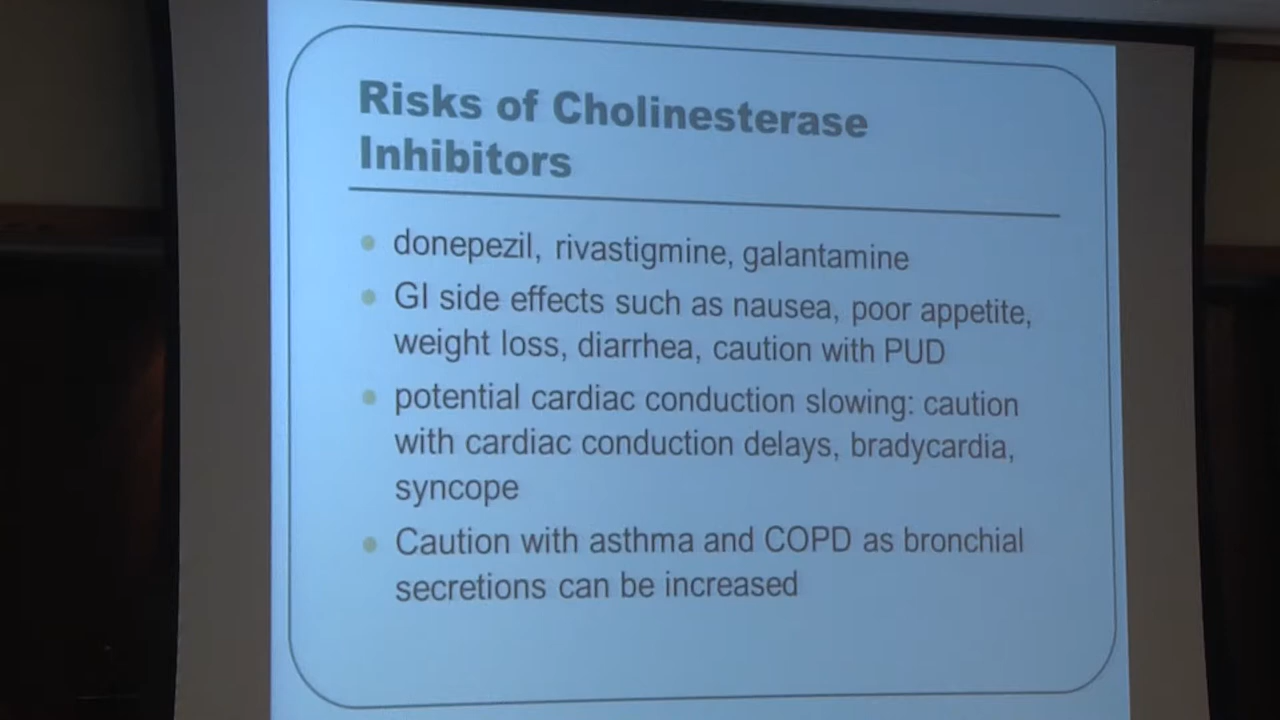 Risks of Cholinesterase
Inhibitors
donepezil, rivastigmine, galantamine
GI side effects such as nausea, poor appetite,
weight loss, diarrhea, caution with PUD
potential cardiac conduction slowing: caution
with cardiac conduction delays, bradycardia,
syncope
Caution with asthma and COPD as bronchial
secretions can be increased